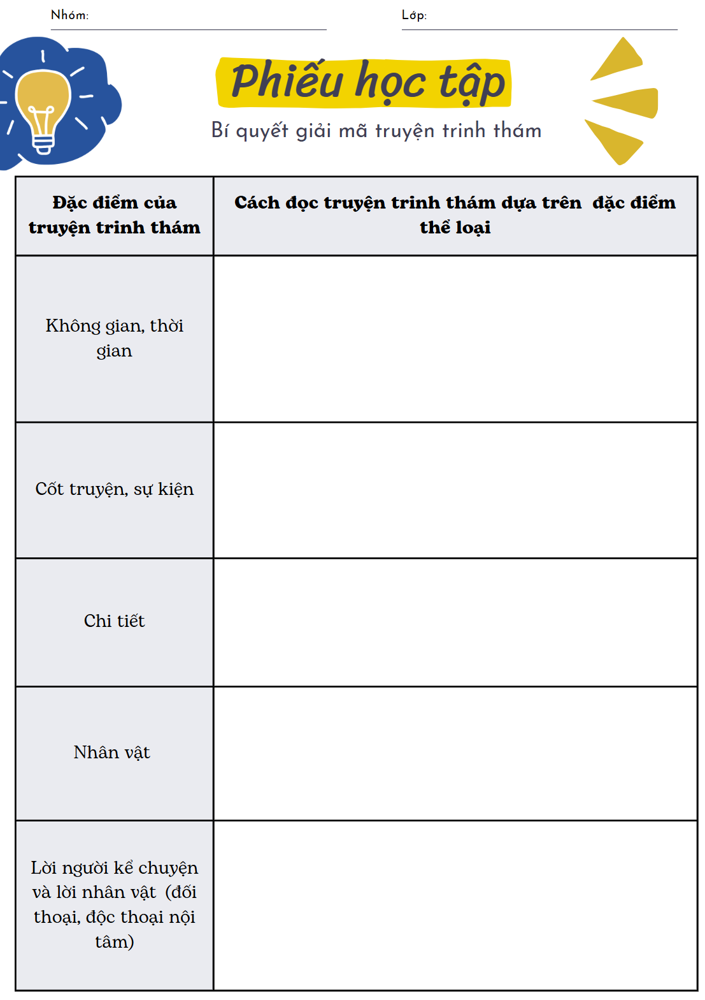 Nhóm:
Lớp:
Phiếu học tập
Bí quyết giải mã truyện trinh thám
Đặc điểm của
truyện trinh thám
Cách đọc truyện trinh thám dựa trên đặc điểm
thể loại
Không gian, thời
gian
Cốt truyện, sự kiện
Chi tiết
Nhân vật
Lời người kể chuyện
và lời nhân vật (đối
thoại, độc thoại nội
tâm)